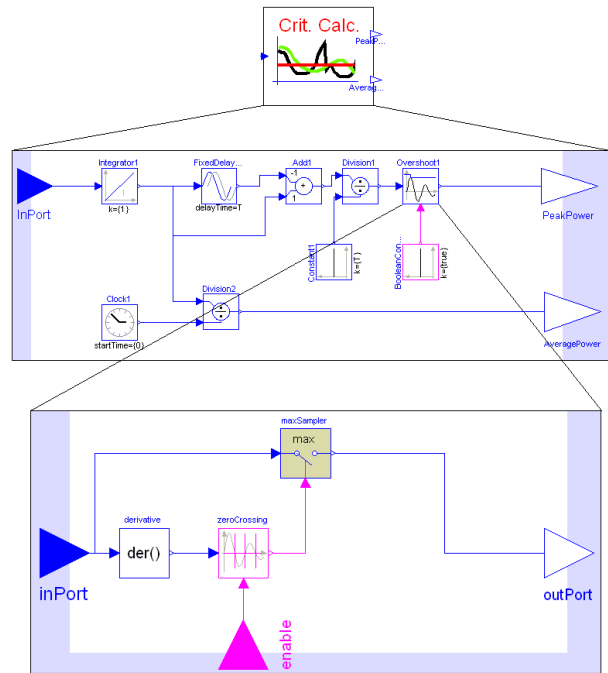 Crit. Calc.
PeakP...
Averag...
Integrator1
FixedDelay...
Add1
Division1
Overshoot1
-1
+
1
÷
InPort
k={1}
delayTime=T
PeakPower
Constant1
k={T}
BooleanCon...
k={true}
Division2
÷
Clock1
startTime={0}
AveragePower
maxSampler
max
derivative
zeroCrossing
der()
inPort
outPort
enable